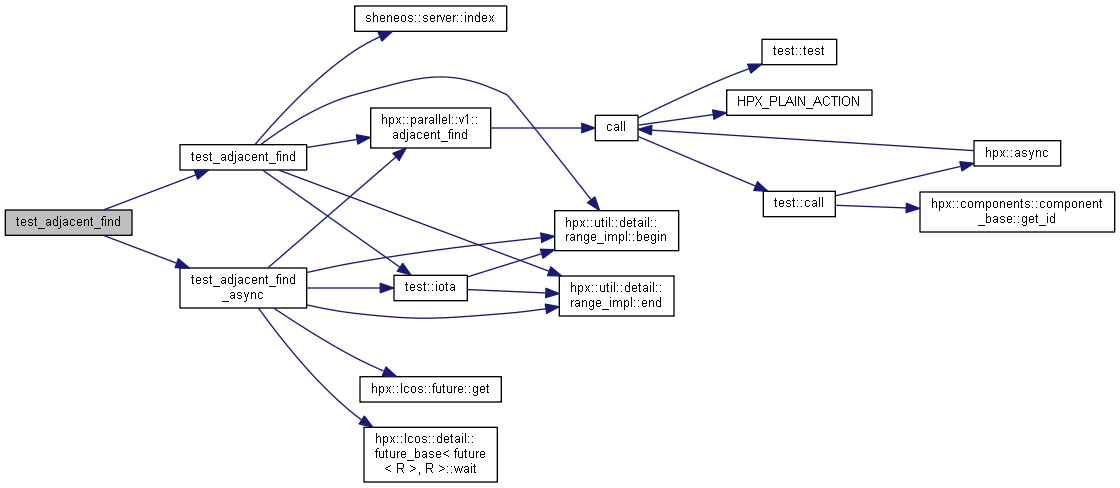 sheneos::server::index
test::test
HPX_PLAIN_ACTION
hpx::parallel::v1::
adjacent_find
call
test_adjacent_find
hpx::async
test::call
hpx::components::component
_base::get_id
test_adjacent_find
hpx::util::detail::
range_impl::begin
test_adjacent_find
_async
test::iota
hpx::util::detail::
range_impl::end
hpx::lcos::future::get
hpx::lcos::detail::
future_base< future
< R >, R >::wait